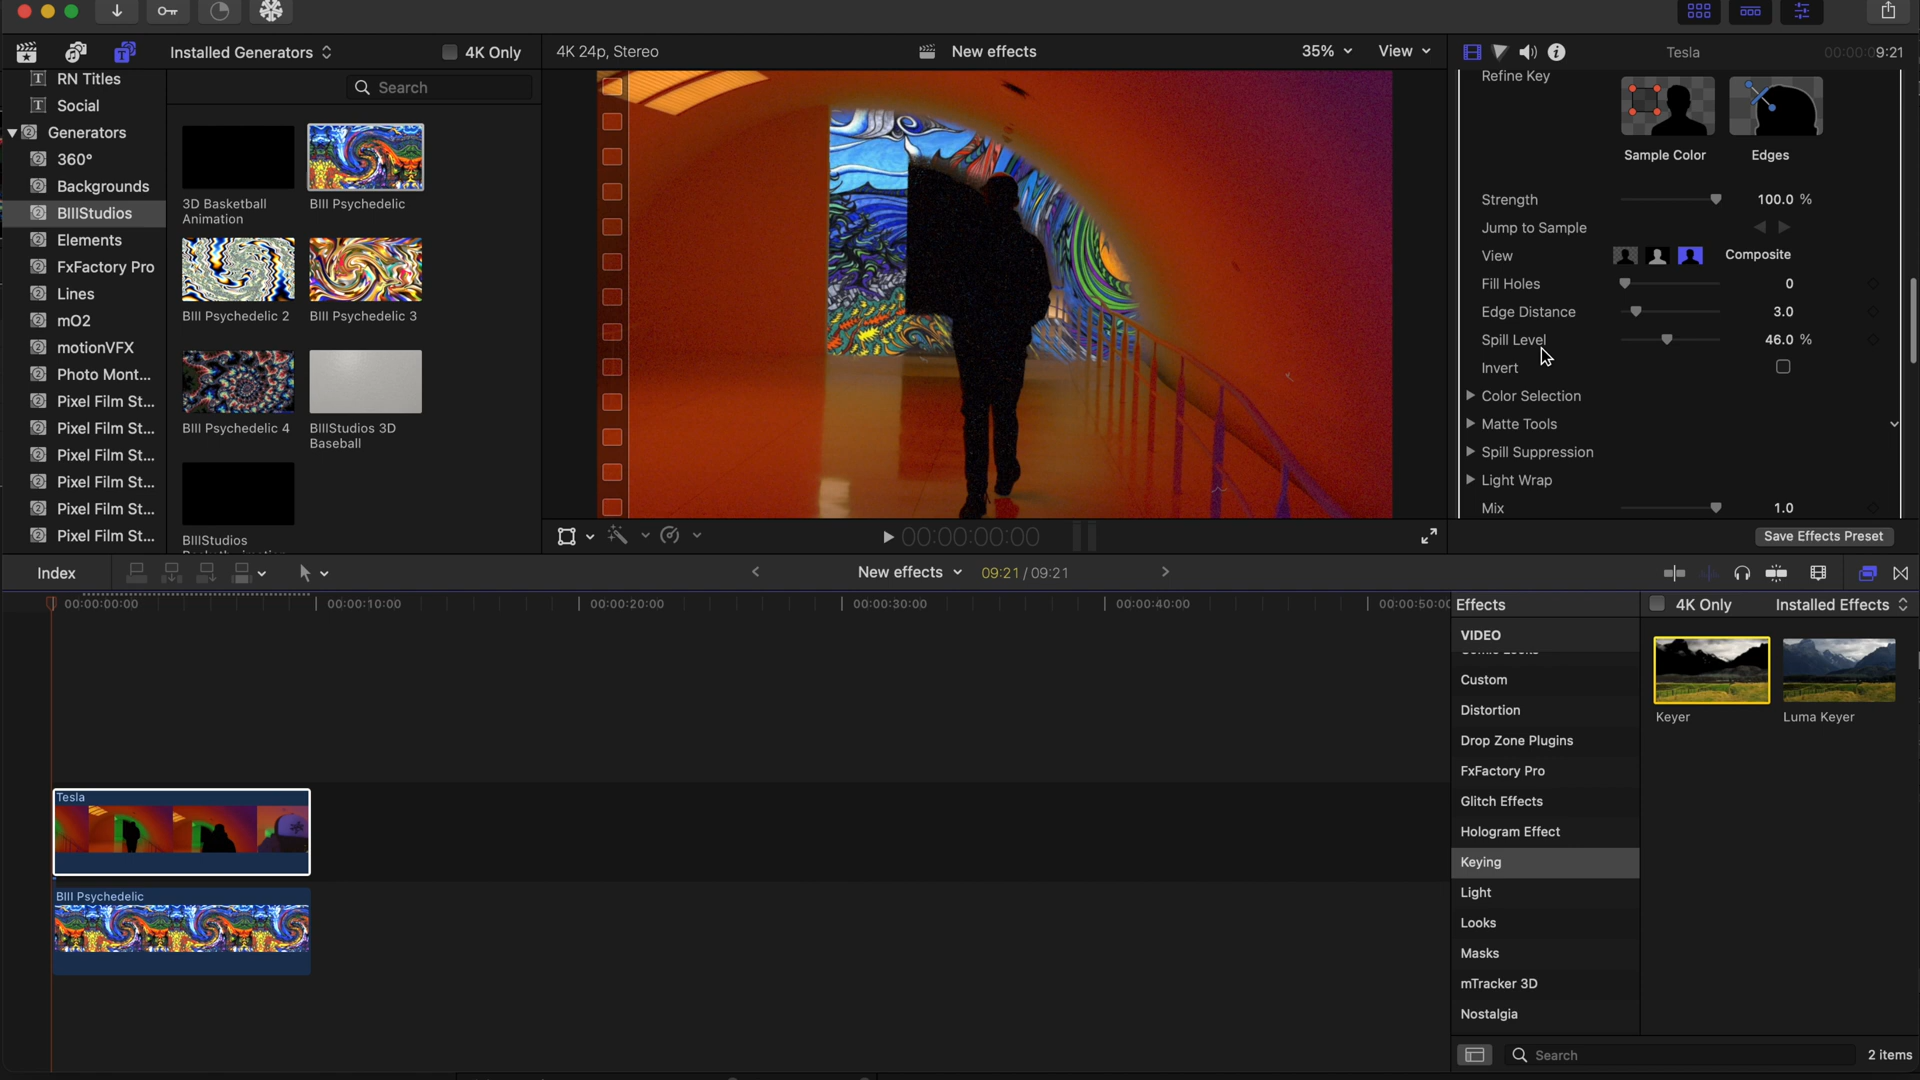 Installed Generators
4K Only
4K 24p, Stereo
New effects
35%
View
Tesla
00:00:09:21
RN Titles
Social
Generators
360°
Backgrounds
BIIIStudios
Elements
FxFactory Pro
Lines
mO2
motionVFX
Photo Mont...
Pixel Film St...
Pixel Film St...
Pixel Film St...
Pixel Film St...
Pixel Film St...
Pixel Film St...
Search
3D Basketball
Animation
BIII Psychedelic
BIII Psychedelic 2
BIII Psychedelic 3
BIII Psychedelic 4
BIIIStudios 3D
Baseball
BIIIStudios
Refine Key
Sample Color
Edges
Strength
100.0 %
Jump to Sample
View
Composite
Fill Holes
0
Edge Distance
3.0
Spill Level
46.0 %
Invert
Color Selection
Matte Tools
Spill Suppression
Light Wrap
Mix
1.0
00:00:00:00
Save Effects Preset
Index
New effects
09:21 / 09:21
00:00:00:00
00:00:10:00
00:00:20:00
00:00:30:00
00:00:40:00
00:00:50:00
Tesla
BIII Psychedelic
Effects
4K Only
Installed Effects
VIDEO
Custom
Distortion
Drop Zone Plugins
FxFactory Pro
Glitch Effects
Hologram Effect
Keying
Light
Looks
Masks
mTracker 3D
Nostalgia
Keyer
Luma Keyer
Search
2 items